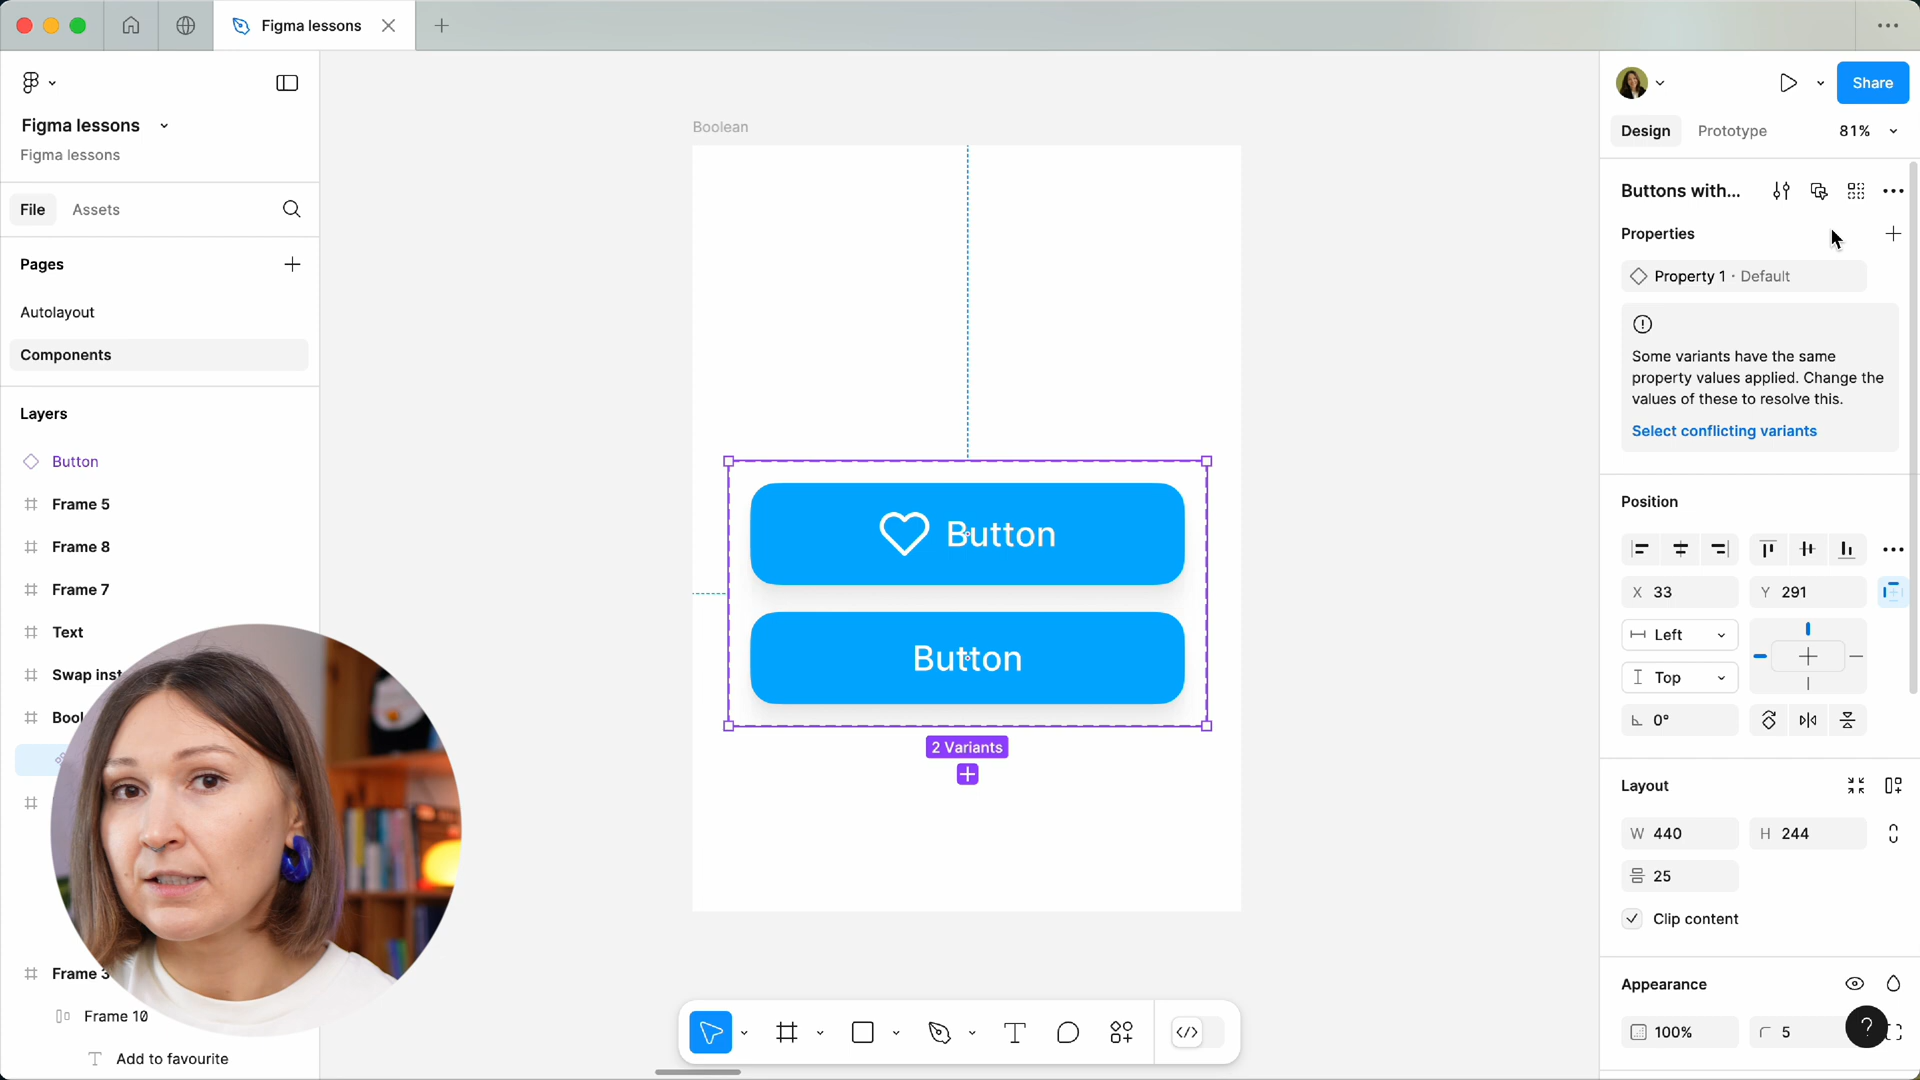 Figma lessons
Share
Figma lessons
Figma lessons
Design
Prototype
81%
Boolean
File
Assets
Buttons with...
Properties
Pages
Property 1 · Default
Autolayout
Components
Some variants have the same
property values applied. Change the
values of these to resolve this.
Select conflicting variants
Layers
Button
Frame 5
Frame 8
Frame 7
Text
Swap inst
Bool
Frame 3
Frame 10
Add to favourite
Button
Button
2 Variants
Position
X 33
Y 291
Left
Top
0°
Layout
W 440
H 244
25
Clip content
Appearance
100%
5
?